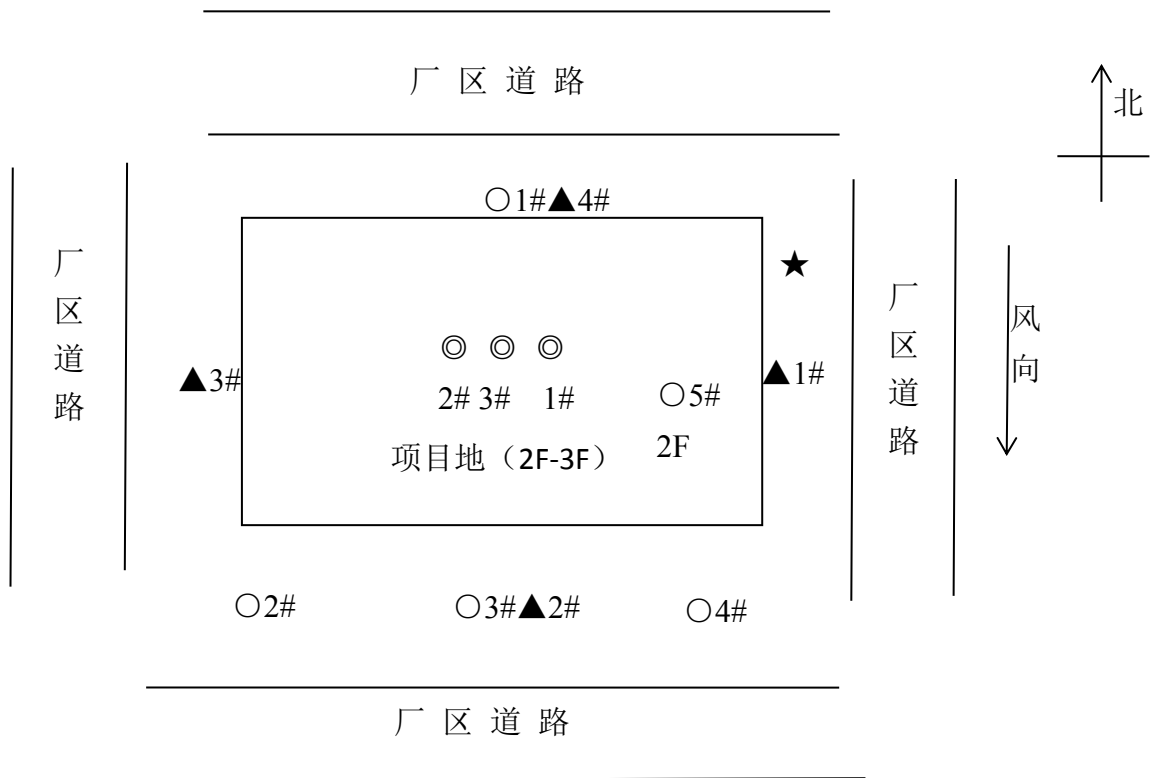 厂区道路
北
○1#▲4#
厂区道路
★
厂区道路
风向
◎ ◎ ◎
▲3#
▲1#
2# 3# 1#
○5#
2F
项目地（2F-3F）
○2#
○3#▲2#
○4#
厂区道路